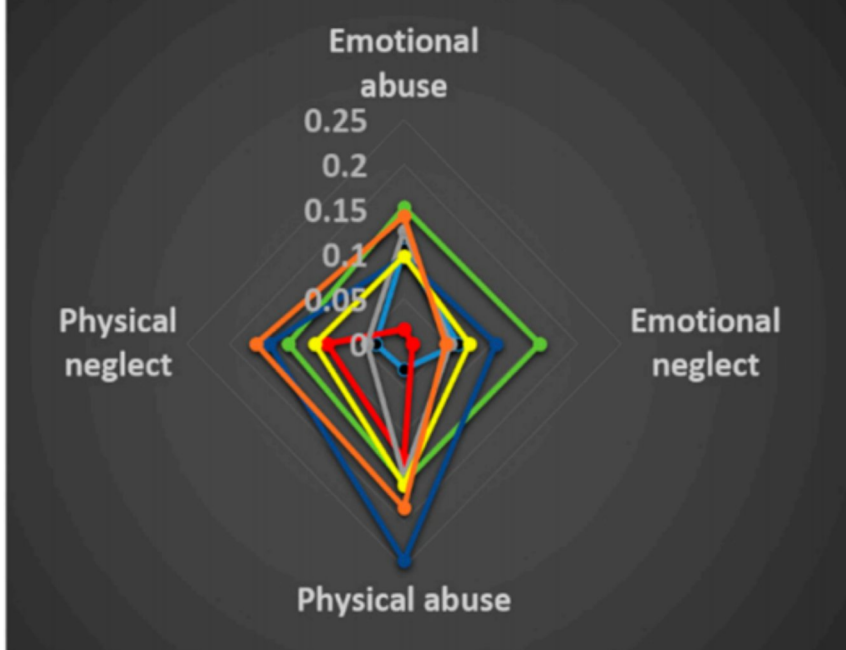 Emotional
abuse
0.25
0.2
0.15
0.1
0.05
0
Physical
neglect
Emotional
neglect
Physical abuse